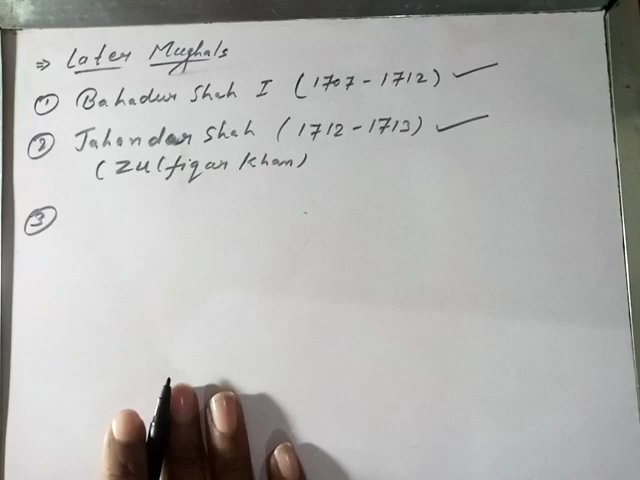 ⇒ Later Mughals
① Bahadur Shah I (1707-1712) ✓
② Jahandar Shah (1712-1713) ✓
(Zulfiqar Khan)
③